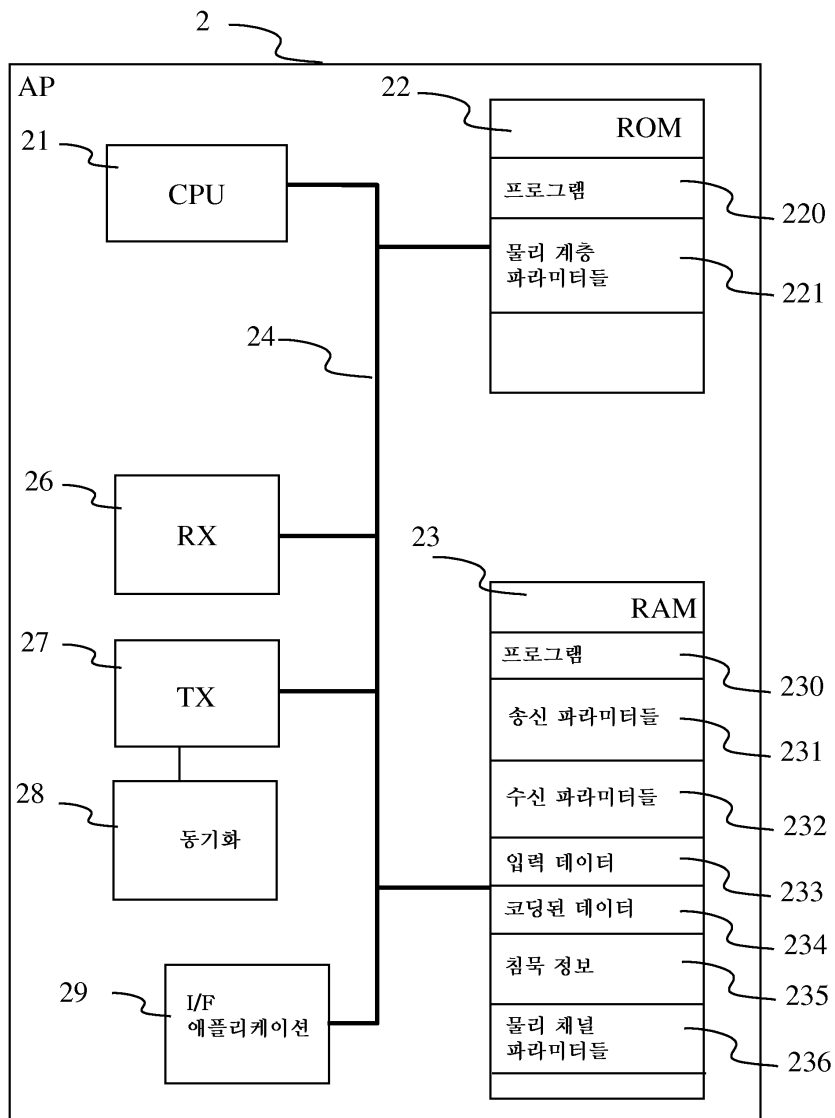 2
AP
22
ROM
21
CPU
프로그램
220
물리 계층
파라미터들
221
24
26
RX
23
RAM
27
TX
프로그램
230
송신 파라미터들
231
28
동기화
수신 파라미터들
232
입력 데이터
233
코딩된 데이터
234
침묵 정보
235
29
I/F
애플리케이션
물리 채널
파라미터들
236